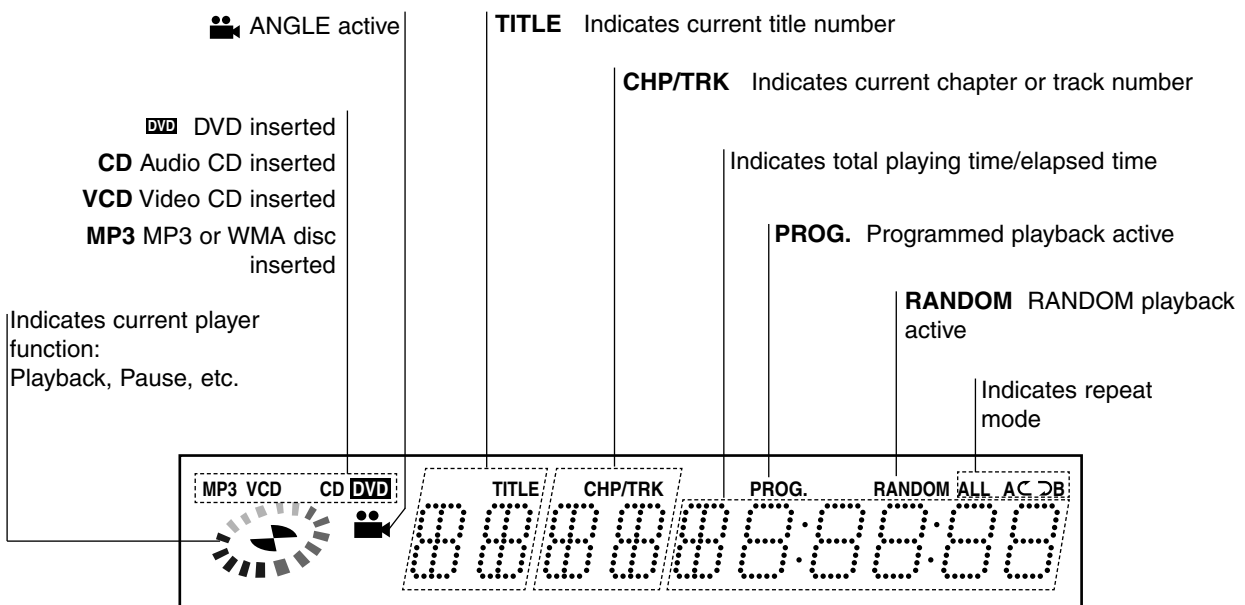 ANGLE active
TITLE Indicates current title number
CHP/TRK Indicates current chapter or track number
DVD DVD inserted
CD Audio CD inserted
VCD Video CD inserted
MP3 MP3 or WMA disc
inserted
Indicates total playing time/elapsed time
PROG. Programmed playback active
RANDOM RANDOM playback
active
Indicates current player
function:
Playback, Pause, etc.
Indicates repeat
mode
MP3 VCD CD DVD TITLE CHP/TRK PROG. RANDOM ALL A B